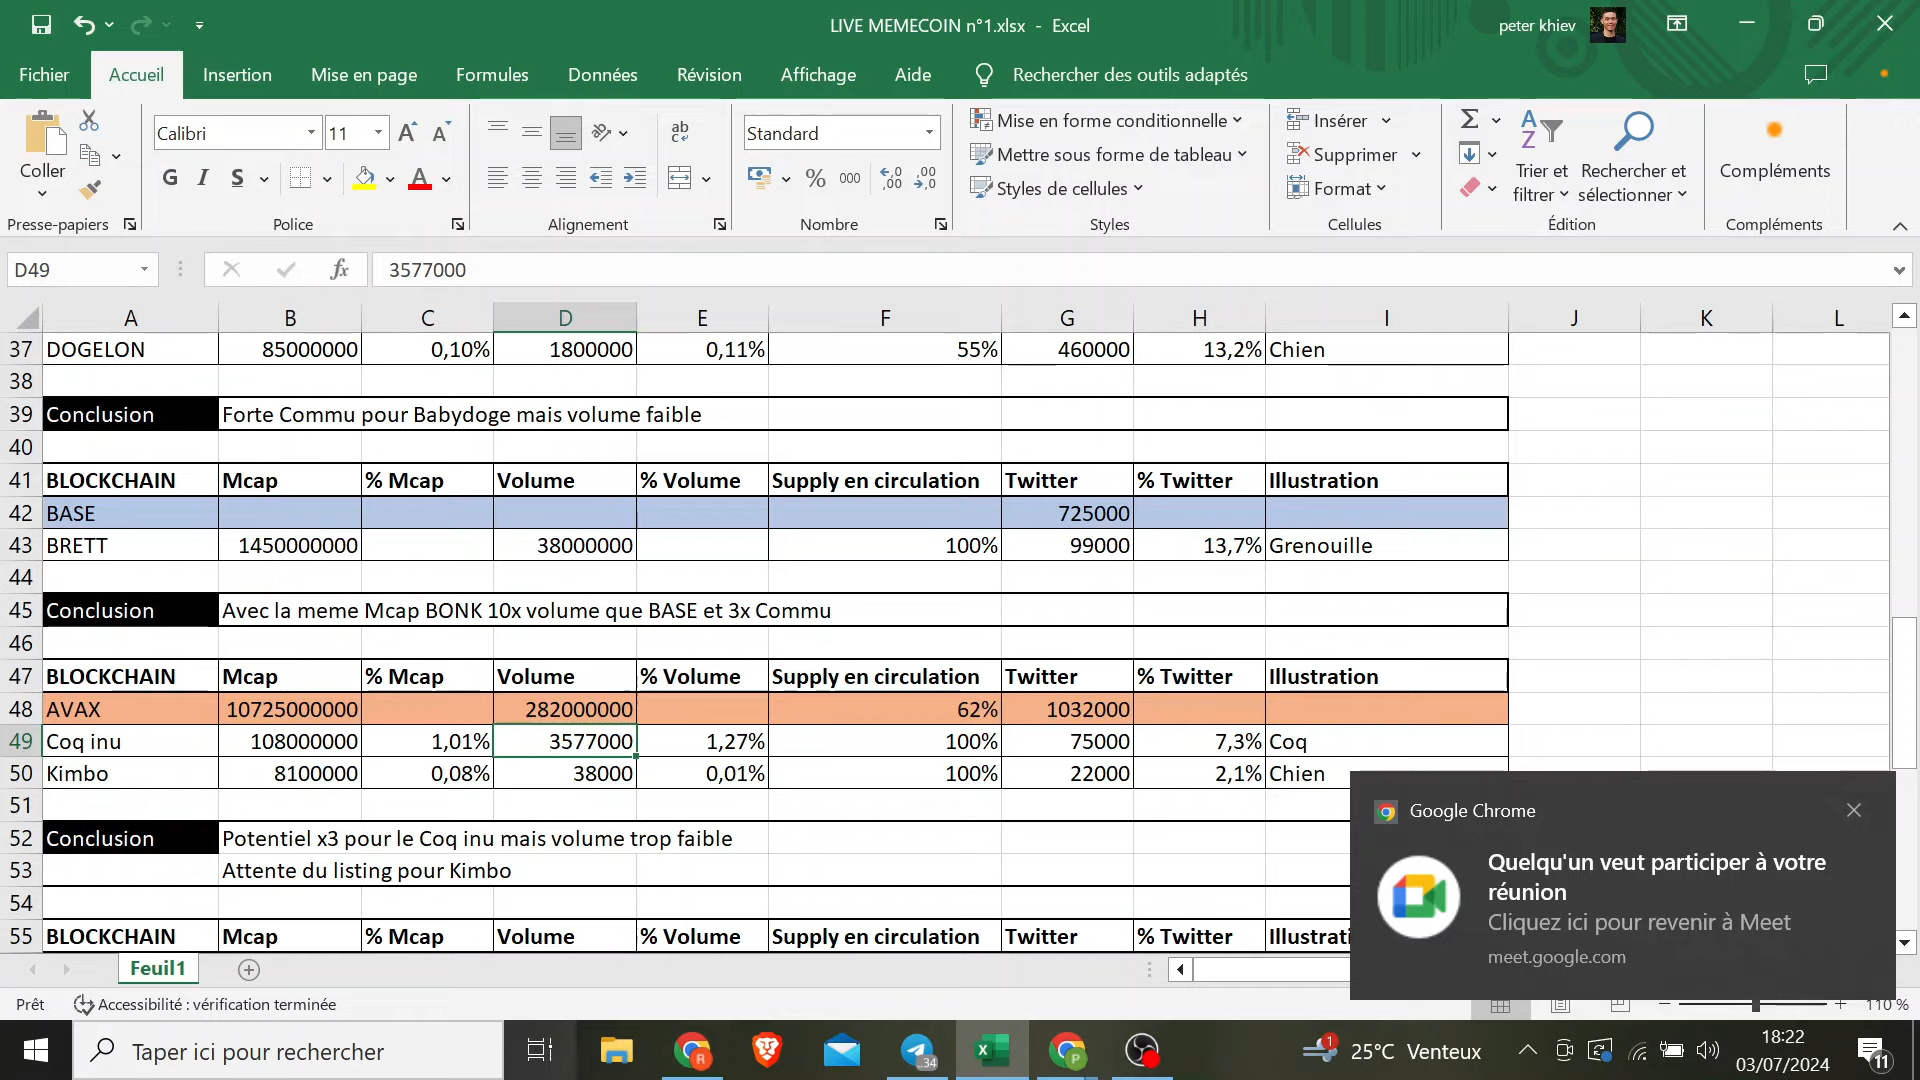 LIVE MEMECOIN n°1.xlsx - Excel
peter khiev
Fichier Accueil Insertion Mise en page Formules Données Révision Affichage Aide Rechercher des outils adaptés
Coller
Presse-papiers
Calibri 11
G I S
Police
ab
Alignement
Standard
% 000
Nombre
Mise en forme conditionnelle
Mettre sous forme de tableau
Styles de cellules
Styles
Insérer
Supprimer
Format
Cellules
Trier et filtrer
Rechercher et sélectionner
Édition
Compléments
Compléments
D49 fx 3577000
A B C D E F G H I J K L
37 DOGELON 85000000 0,10% 1800000 0,11% 55% 460000 13,2% Chien
38
39 Conclusion Forte Commu pour Babydoge mais volume faible
40
41 BLOCKCHAIN Mcap % Mcap Volume % Volume Supply en circulation Twitter % Twitter Illustration
42 BASE 725000
43 BRETT 1450000000 38000000 100% 99000 13,7% Grenouille
44
45 Conclusion Avec la meme Mcap BONK 10x volume que BASE et 3x Commu
46
47 BLOCKCHAIN Mcap % Mcap Volume % Volume Supply en circulation Twitter % Twitter Illustration
48 AVAX 10725000000 282000000 62% 1032000
49 Coq inu 108000000 1,01% 3577000 1,27% 100% 75000 7,3% Coq
50 Kimbo 8100000 0,08% 38000 0,01% 100% 22000 2,1% Chien
51
52 Conclusion Potentiel x3 pour le Coq inu mais volume trop faible
53 Attente du listing pour Kimbo
54
55 BLOCKCHAIN Mcap % Mcap Volume % Volume Supply en circulation Twitter % Twitter Illustrati
Google Chrome
Quelqu'un veut participer à votre
réunion
Cliquez ici pour revenir à Meet
meet.google.com
Feuil1
Prêt Accessibilité : vérification terminée 110 %
Taper ici pour rechercher
..34
25°C Venteux
18:22
03/07/2024
11